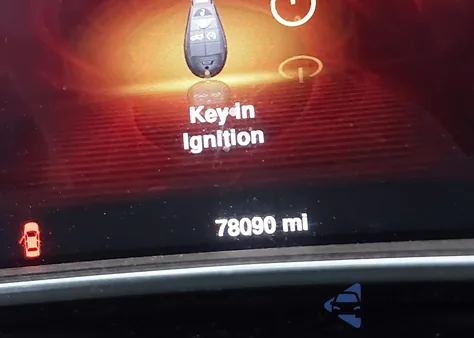 Key in
Ignition
78090 mi